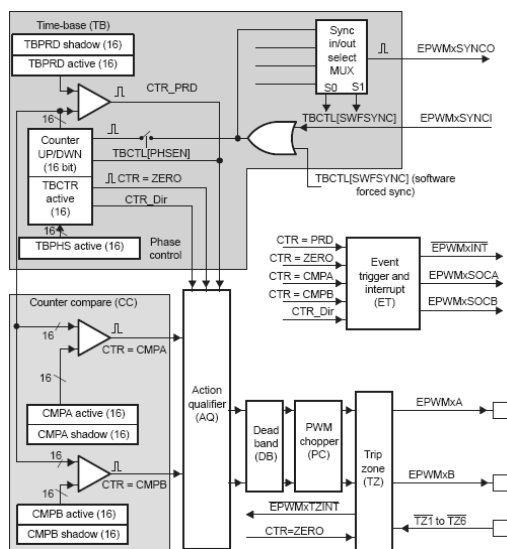 Time-base (TB)
TBPRD shadow (16)
TBPRD active (16)
CTR_PRD
16
Counter
UP/DWN
(16 bit)
TBCTR
active
(16)
TBCTL[PHSEN]
CTR = ZERO
CTR_Dir
16
TBPHS active (16)
Phase
control
Sync
in/out
select
MUX
S0
S1
EPWMxSYNCO
TBCTL[SWFSYNC]
EPWMxSYNCI
TBCTL[SWFSYNC] (software
forced sync)
CTR = PRD
CTR = ZERO
CTR = CMPA
CTR = CMPB
CTR_Dir
Event
trigger and
interrupt
(ET)
EPWMxINT
EPWMxSOCA
EPWMxSOCB
Counter compare (CC)
16
CTR = CMPA
16
CMPA active (16)
CMPA shadow (16)
16
CTR = CMPB
16
CMPB active (16)
CMPB shadow (16)
Action
qualifier
(AQ)
Dead
band
(DB)
PWM
chopper
(PC)
Trip
zone
(TZ)
EPWMxA
EPWMxB
EPWMxTZINT
CTR=ZERO
TZ1 to TZ6